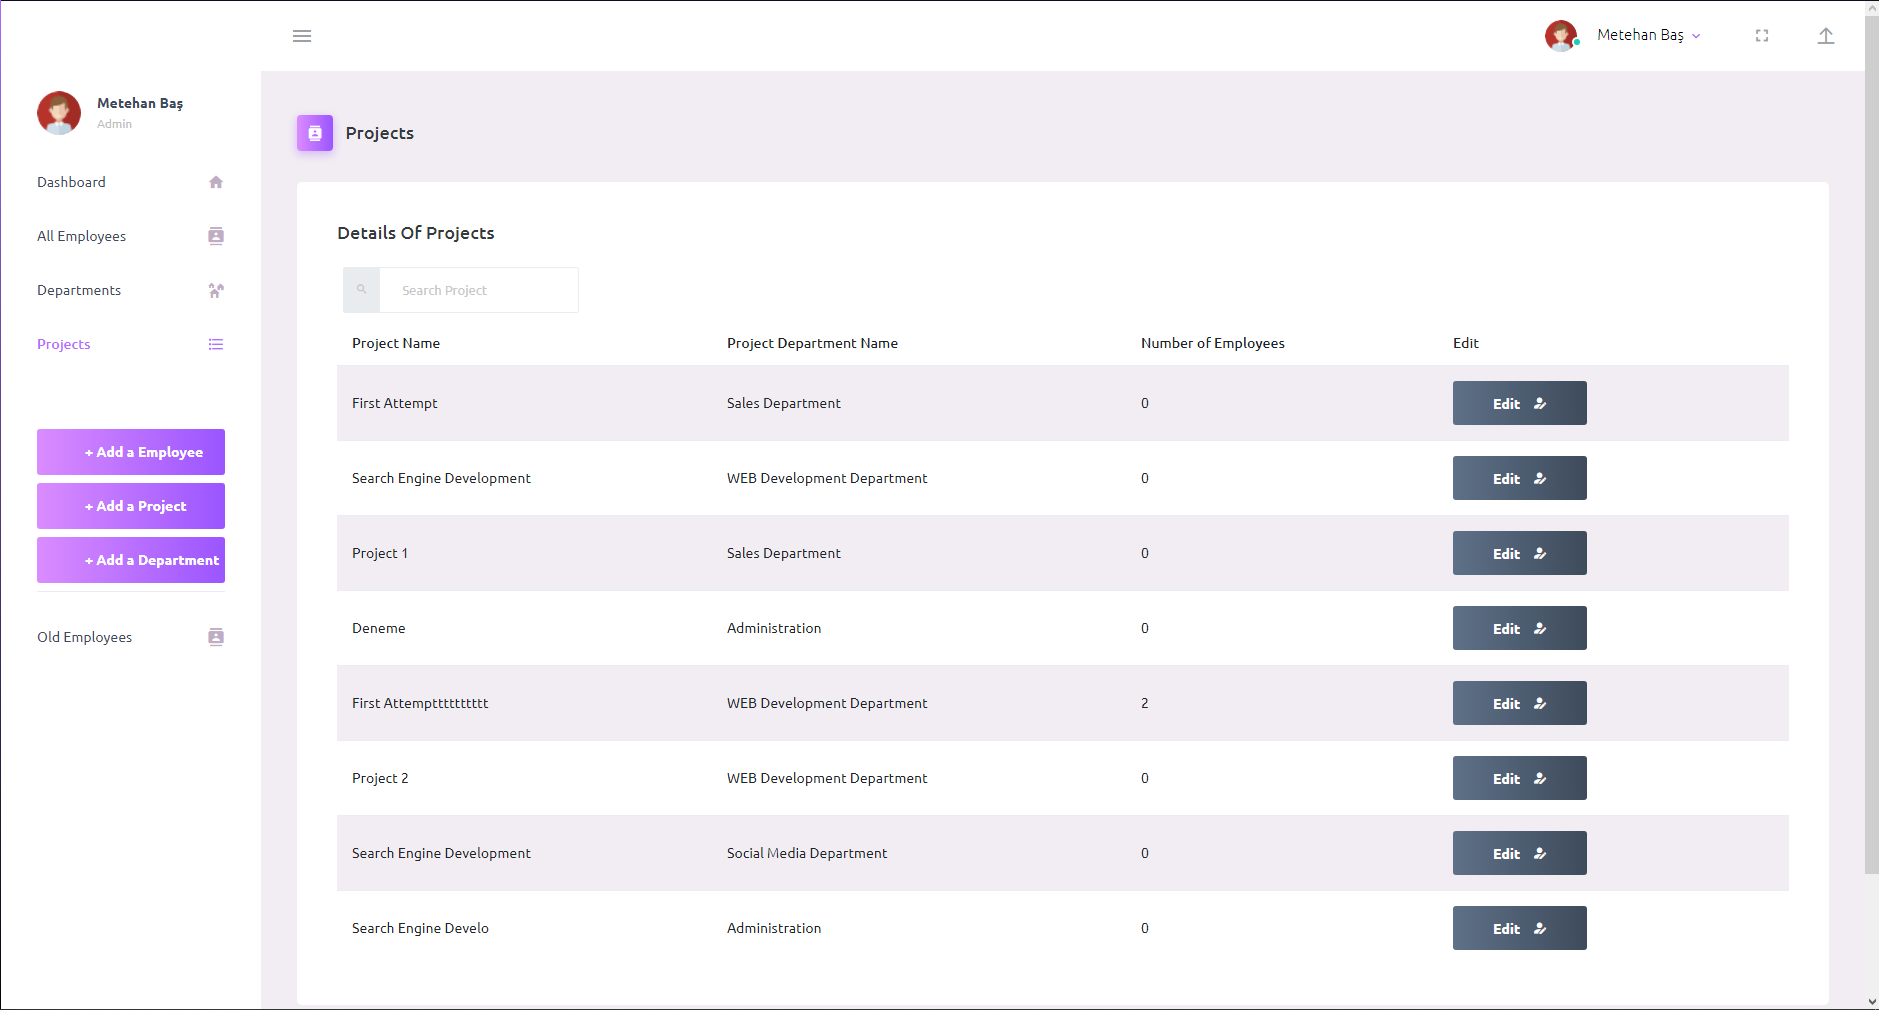 Metehan Baş
Metehan Baş
Admin
Dashboard
All Employees
Departments
Projects
+ Add a Employee
+ Add a Project
+ Add a Department
Old Employees
Projects
Details Of Projects
Search Project
Project Name Project Department Name Number of Employees Edit
First Attempt Sales Department 0 Edit
Search Engine Development WEB Development Department 0 Edit
Project 1 Sales Department 0 Edit
Deneme Administration 0 Edit
First Attempttttttttttt WEB Development Department 2 Edit
Project 2 WEB Development Department 0 Edit
Search Engine Development Social Media Department 0 Edit
Search Engine Develo Administration 0 Edit